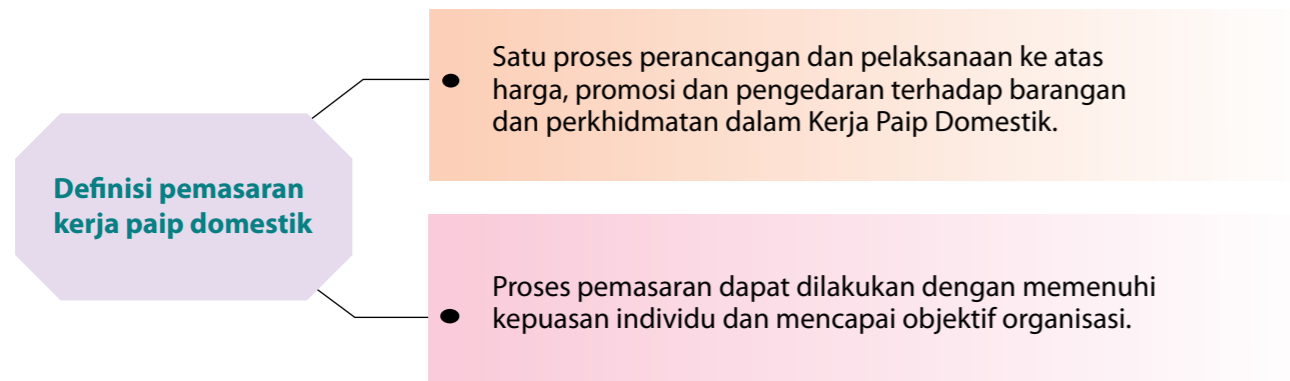 Definisi pemasaran
kerja paip domestik
Satu proses perancangan dan pelaksanaan ke atas
harga, promosi dan pengedaran terhadap barangan
dan perkhidmatan dalam Kerja Paip Domestik.
Proses pemasaran dapat dilakukan dengan memenuhi
kepuasan individu dan mencapai objektif organisasi.